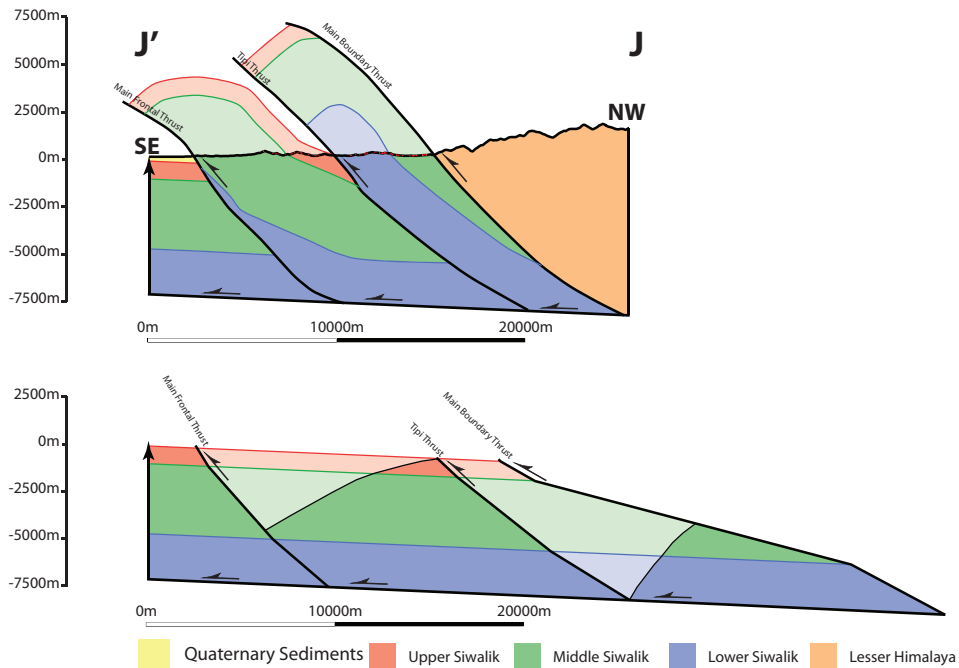 7500m
5000m
2500m
0m
-2500m
-5000m
-7500m
J'
J
SE
NW
Main Frontal Thrust
Tipi Thrust
Main Boundary Thrust
0m
10000m
20000m
2500m
0m
-2500m
-5000m
-7500m
Main Frontal Thrust
Tipi Thrust
Main Boundary Thrust
0m
10000m
20000m
Quaternary Sediments
Upper Siwalik
Middle Siwalik
Lower Siwalik
Lesser Himalaya